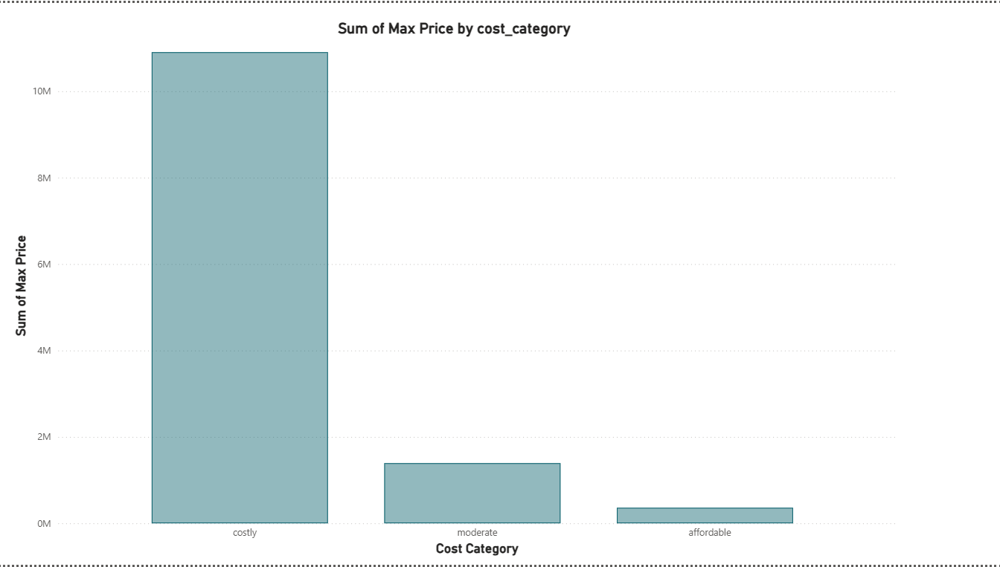 Sum of Max Price by cost_category
10M
8M
6M
4M
2M
0M
Sum of Max Price
costly
moderate
affordable
Cost Category